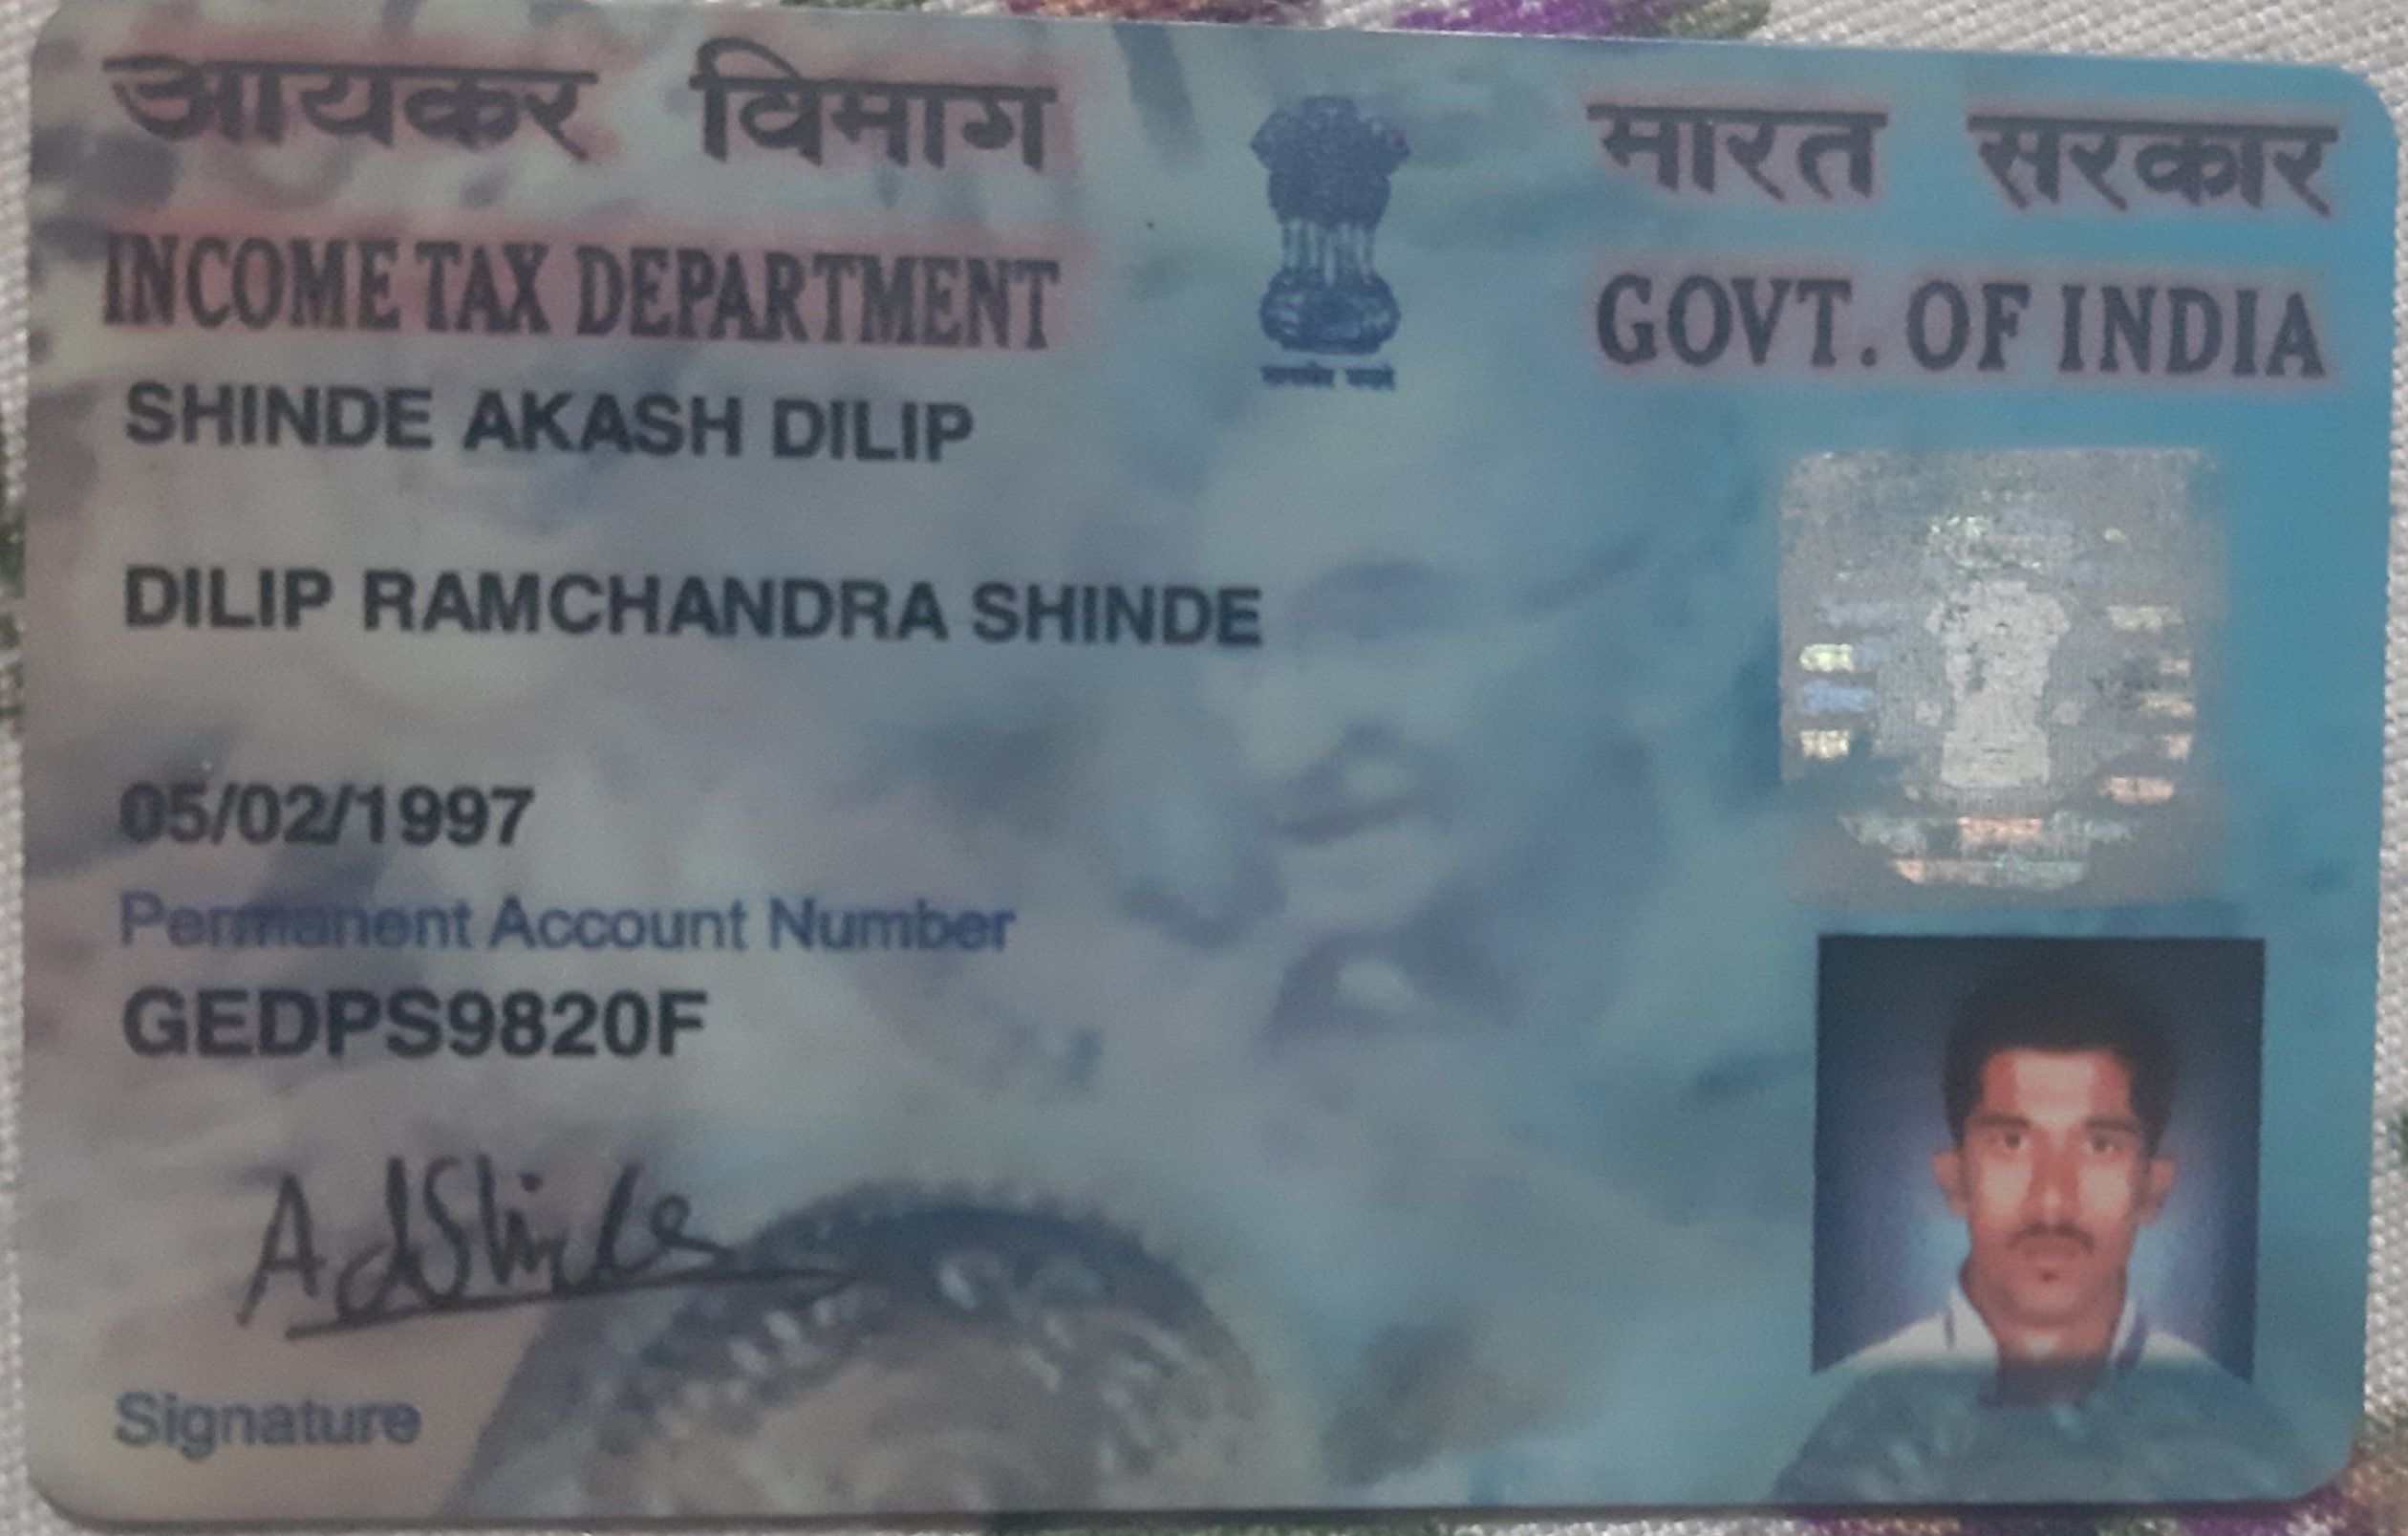 आयकर विभाग
भारत सरकार
INCOME TAX DEPARTMENT
GOVT. OF INDIA
सत्यमेव जयते
SHINDE AKASH DILIP
DILIP RAMCHANDRA SHINDE
05/02/1997
Permanent Account Number
GEDPS9820F
AdShinde
Signature